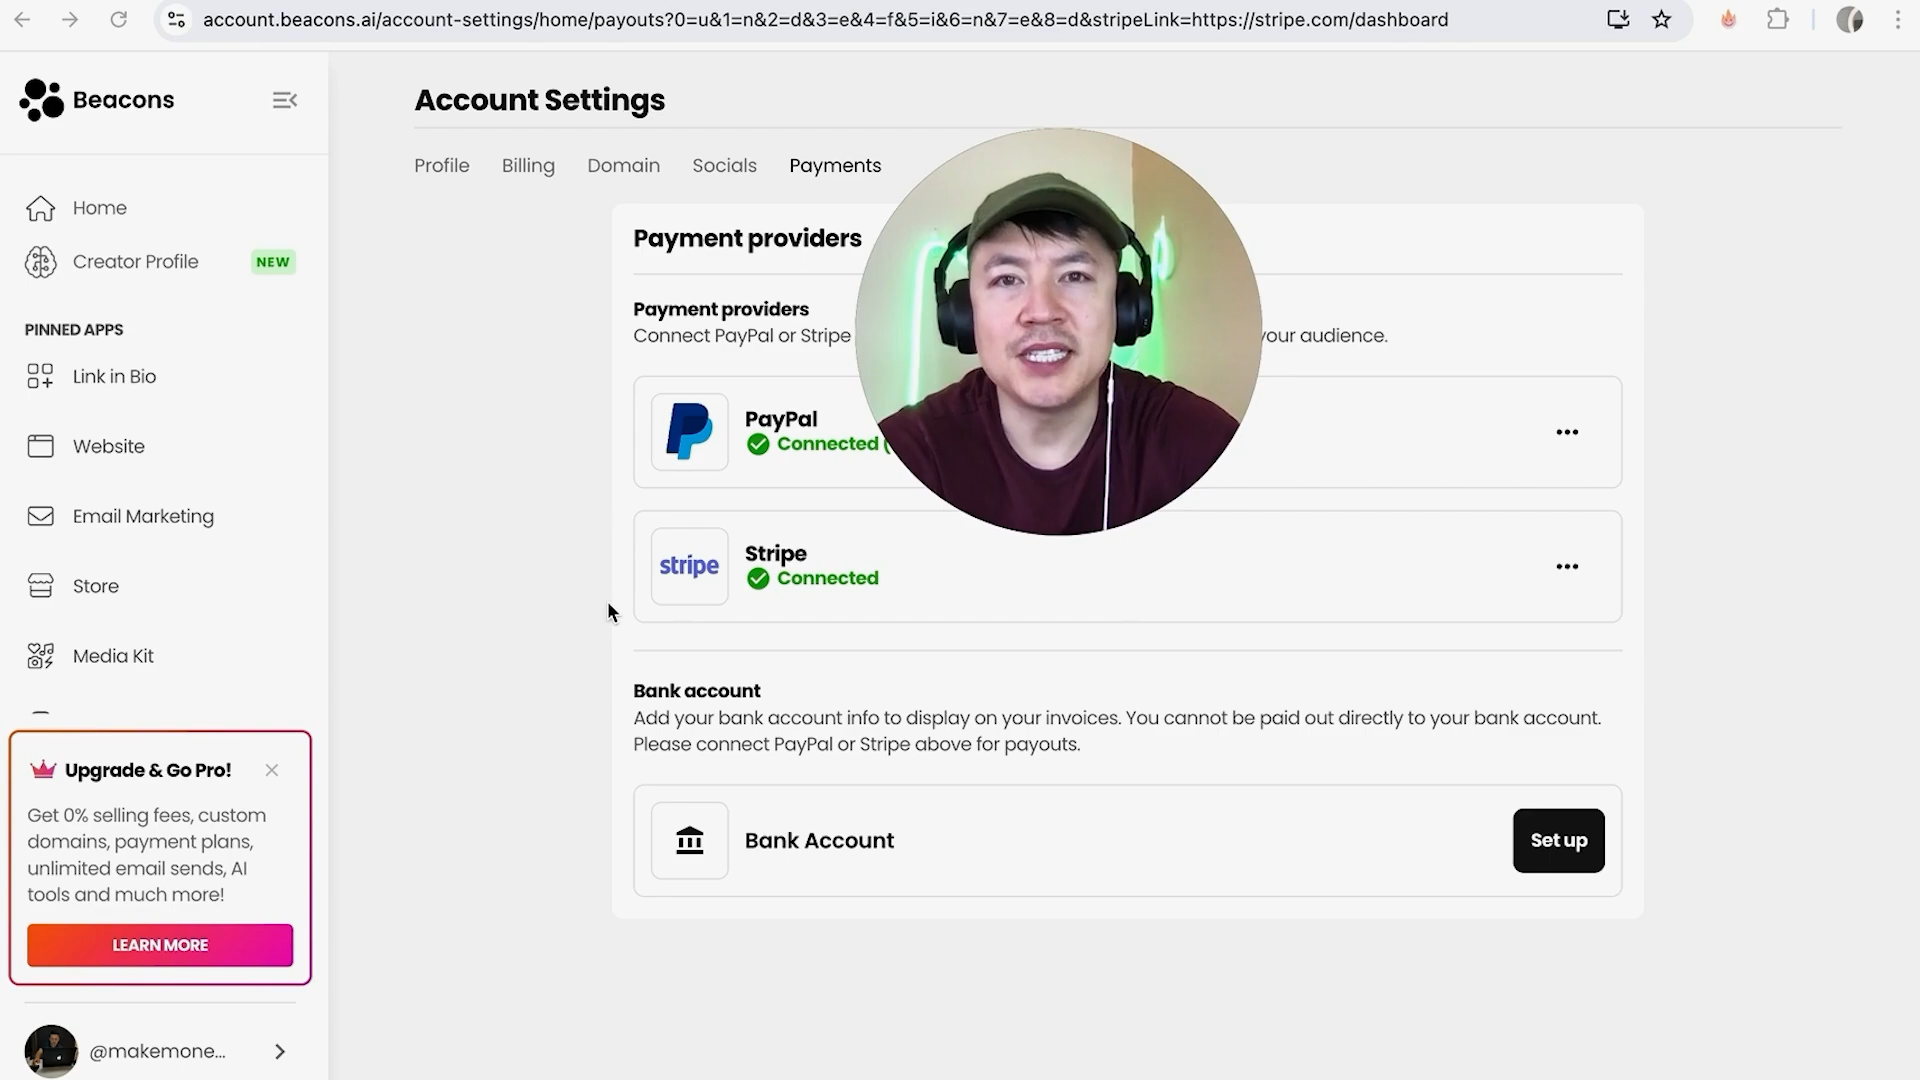 account.beacons.ai/account-settings/home/payouts?0=u&1=n&2=d&3=e&4=f&5=i&6=n&7=e&8=d&stripeLink=https://stripe.com/dashboard
Beacons
Account Settings
Profile
Billing
Domain
Socials
Payments
Home
Creator Profile
NEW
PINNED APPS
Link in Bio
Website
Email Marketing
Store
Media Kit
Upgrade & Go Pro!
Get 0% selling fees, custom
domains, payment plans,
unlimited email sends, AI
tools and much more!
LEARN MORE
@makemone...
Payment providers
Payment providers
Connect PayPal or Stripe your audience.
PayPal
Connected (
stripe
Stripe
Connected
Bank account
Add your bank account info to display on your invoices. You cannot be paid out directly to your bank account.
Please connect PayPal or Stripe above for payouts.
Bank Account
Set up